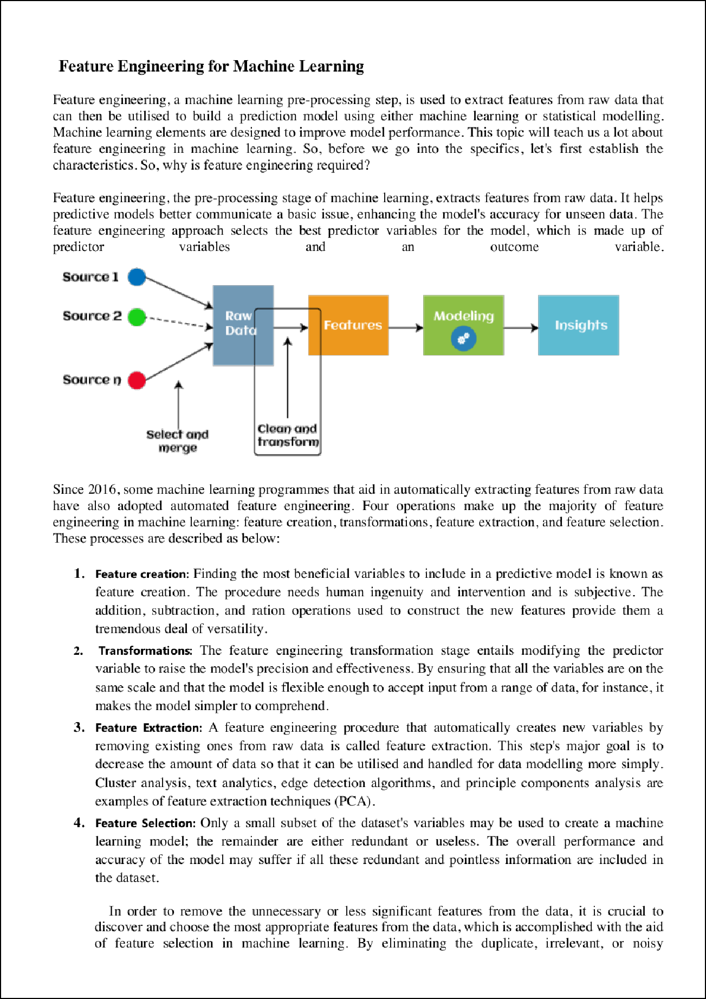 Feature Engineering for Machine Learning
Feature engineering, a machine learning pre-processing step, is used to extract features from raw data that
can then be utilised to build a prediction model using either machine learning or statistical modelling.
Machine learning elements are designed to improve model performance. This topic will teach us a lot about
feature engineering in machine learning. So, before we go into the specifics, let's first establish the
characteristics. So, why is feature engineering required?
Feature engineering, the pre-processing stage of machine learning, extracts features from raw data. It helps
predictive models better communicate a basic issue, enhancing the model's accuracy for unseen data. The
feature engineering approach selects the best predictor variables for the model, which is made up of
predictor variables and an outcome variable.
Source 1
Source 2
Source n
Select and
merge
Raw
Data
Clean and
transform
Features
Modeling
Insights
Since 2016, some machine learning programmes that aid in automatically extracting features from raw data
have also adopted automated feature engineering. Four operations make up the majority of feature
engineering in machine learning: feature creation, transformations, feature extraction, and feature selection.
These processes are described as below:
1. Feature creation: Finding the most beneficial variables to include in a predictive model is known as
feature creation. The procedure needs human ingenuity and intervention and is subjective. The
addition, subtraction, and ration operations used to construct the new features provide them a
tremendous deal of versatility.
2. Transformations: The feature engineering transformation stage entails modifying the predictor
variable to raise the model's precision and effectiveness. By ensuring that all the variables are on the
same scale and that the model is flexible enough to accept input from a range of data, for instance, it
makes the model simpler to comprehend.
3. Feature Extraction: A feature engineering procedure that automatically creates new variables by
removing existing ones from raw data is called feature extraction. This step's major goal is to
decrease the amount of data so that it can be utilised and handled for data modelling more simply.
Cluster analysis, text analytics, edge detection algorithms, and principle components analysis are
examples of feature extraction techniques (PCA).
4. Feature Selection: Only a small subset of the dataset's variables may be used to create a machine
learning model; the remainder are either redundant or useless. The overall performance and
accuracy of the model may suffer if all these redundant and pointless information are included in
the dataset.
In order to remove the unnecessary or less significant features from the data, it is crucial to
discover and choose the most appropriate features from the data, which is accomplished with the aid
of feature selection in machine learning. By eliminating the duplicate, irrelevant, or noisy